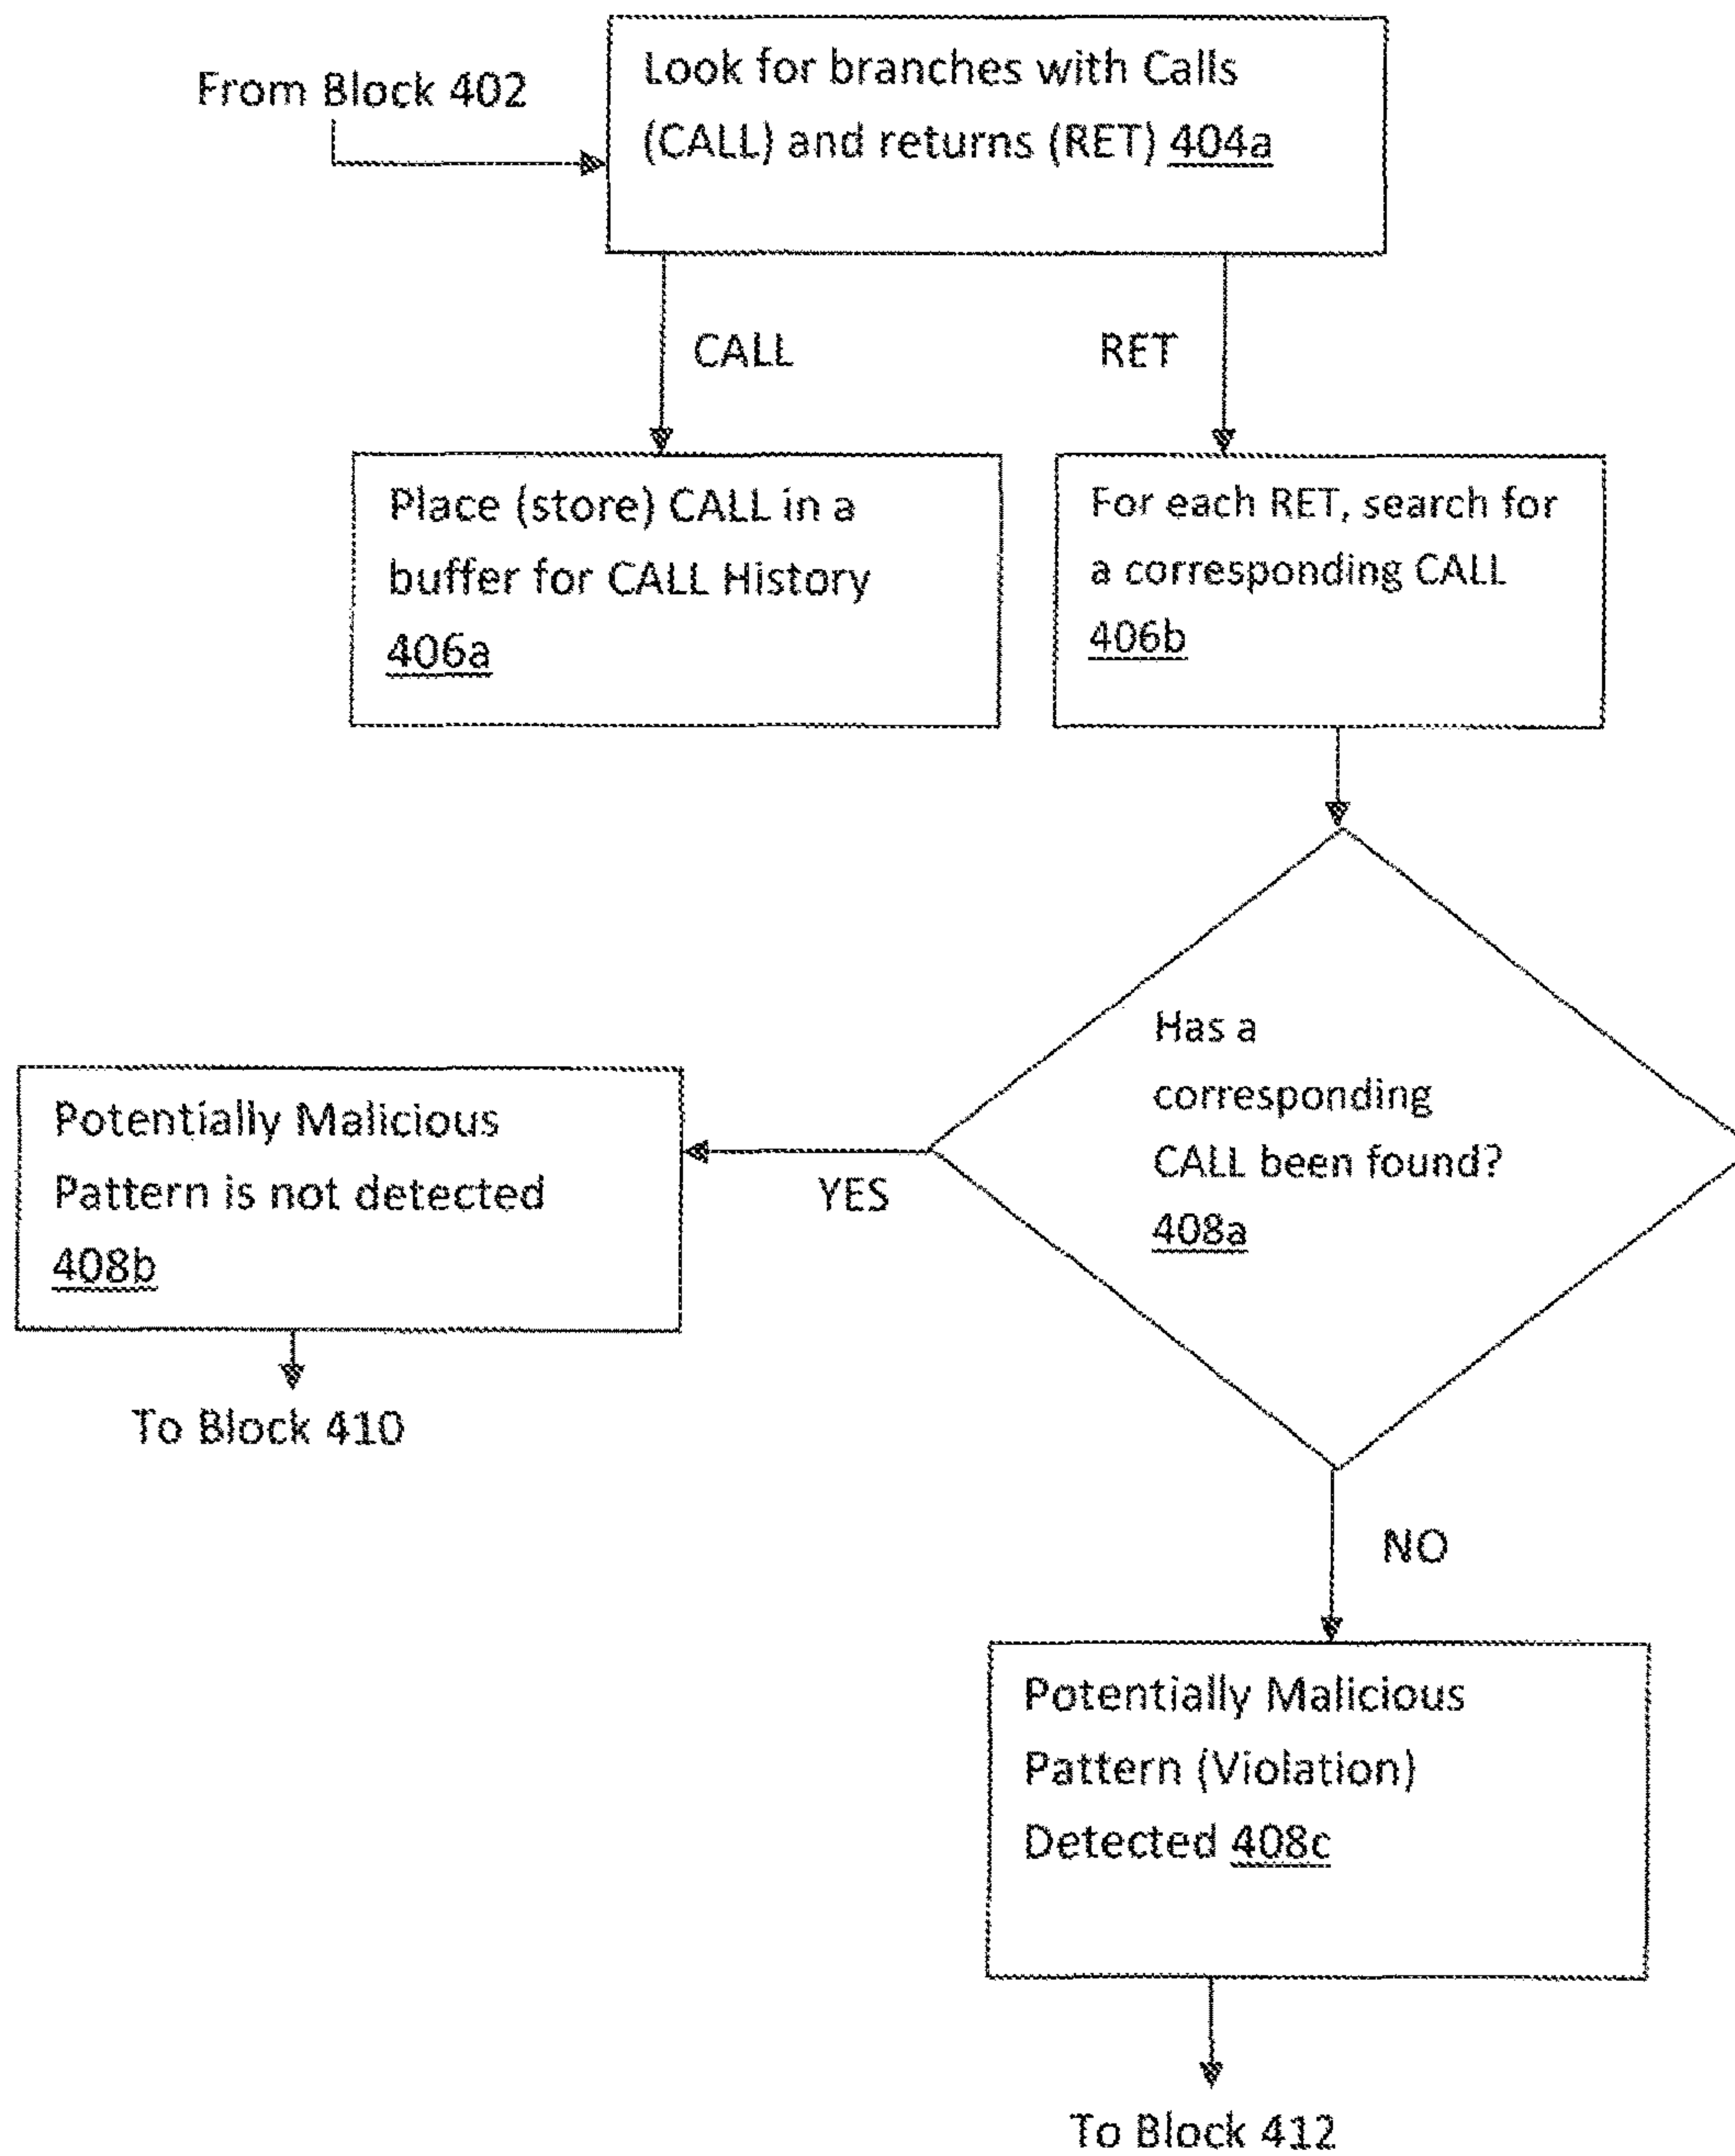 From Block 402
Look for branches with Calls
(CALL) and returns (RET) 404a
CALL
RET
Place (store) CALL in a
buffer for CALL History
406a
For each RET, search for
a corresponding CALL
406b
Has a
corresponding
CALL been found?
408a
YES
Potentially Malicious
Pattern is not detected
408b
To Block 410
NO
Potentially Malicious
Pattern (Violation)
Detected 408c
To Block 412